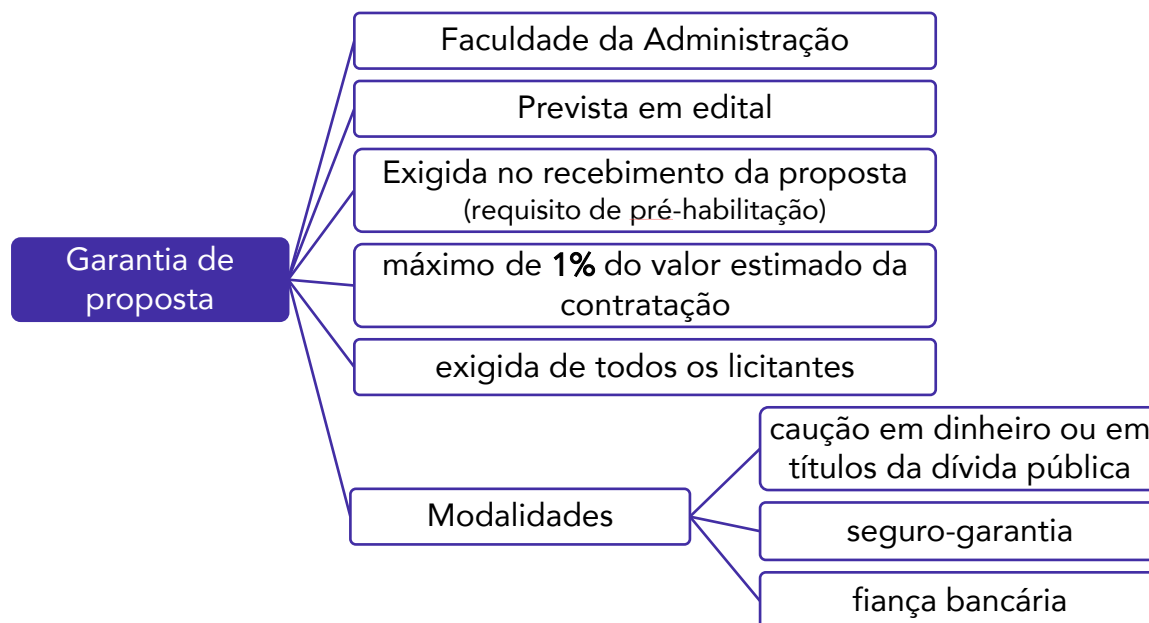 Faculdade da Administração
Prevista em edital
Exigida no recebimento da proposta
(requisito de pré-habilitação)
Garantia de
proposta
máximo de 1% do valor estimado da
contratação
exigida de todos os licitantes
Modalidades
caução em dinheiro ou em
títulos da dívida pública
seguro-garantia
fiança bancária